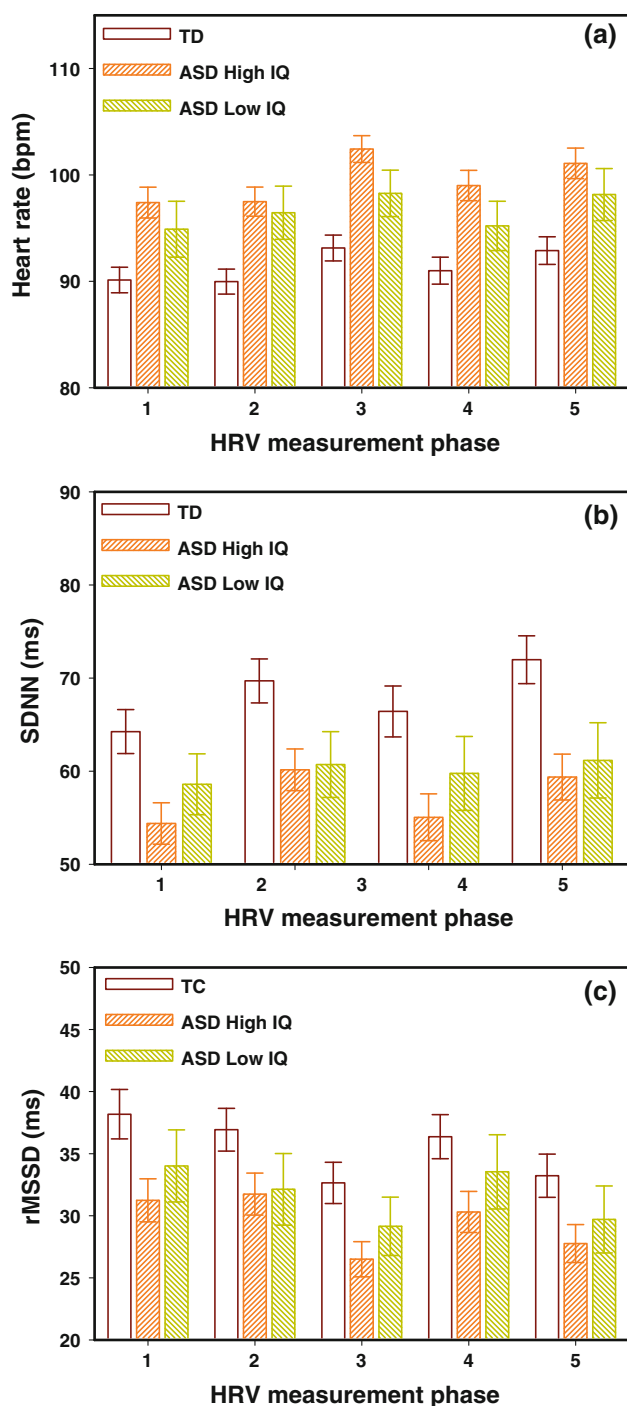 (a)
TD
ASD High IQ
ASD Low IQ
Heart rate (bpm)
110
100
90
80
1 2 3 4 5
HRV measurement phase
(b)
TD
ASD High IQ
ASD Low IQ
SDNN (ms)
90
80
70
60
50
1 2 3 4 5
HRV measurement phase
(c)
TC
ASD High IQ
ASD Low IQ
rMSSD (ms)
50
45
40
35
30
25
20
1 2 3 4 5
HRV measurement phase